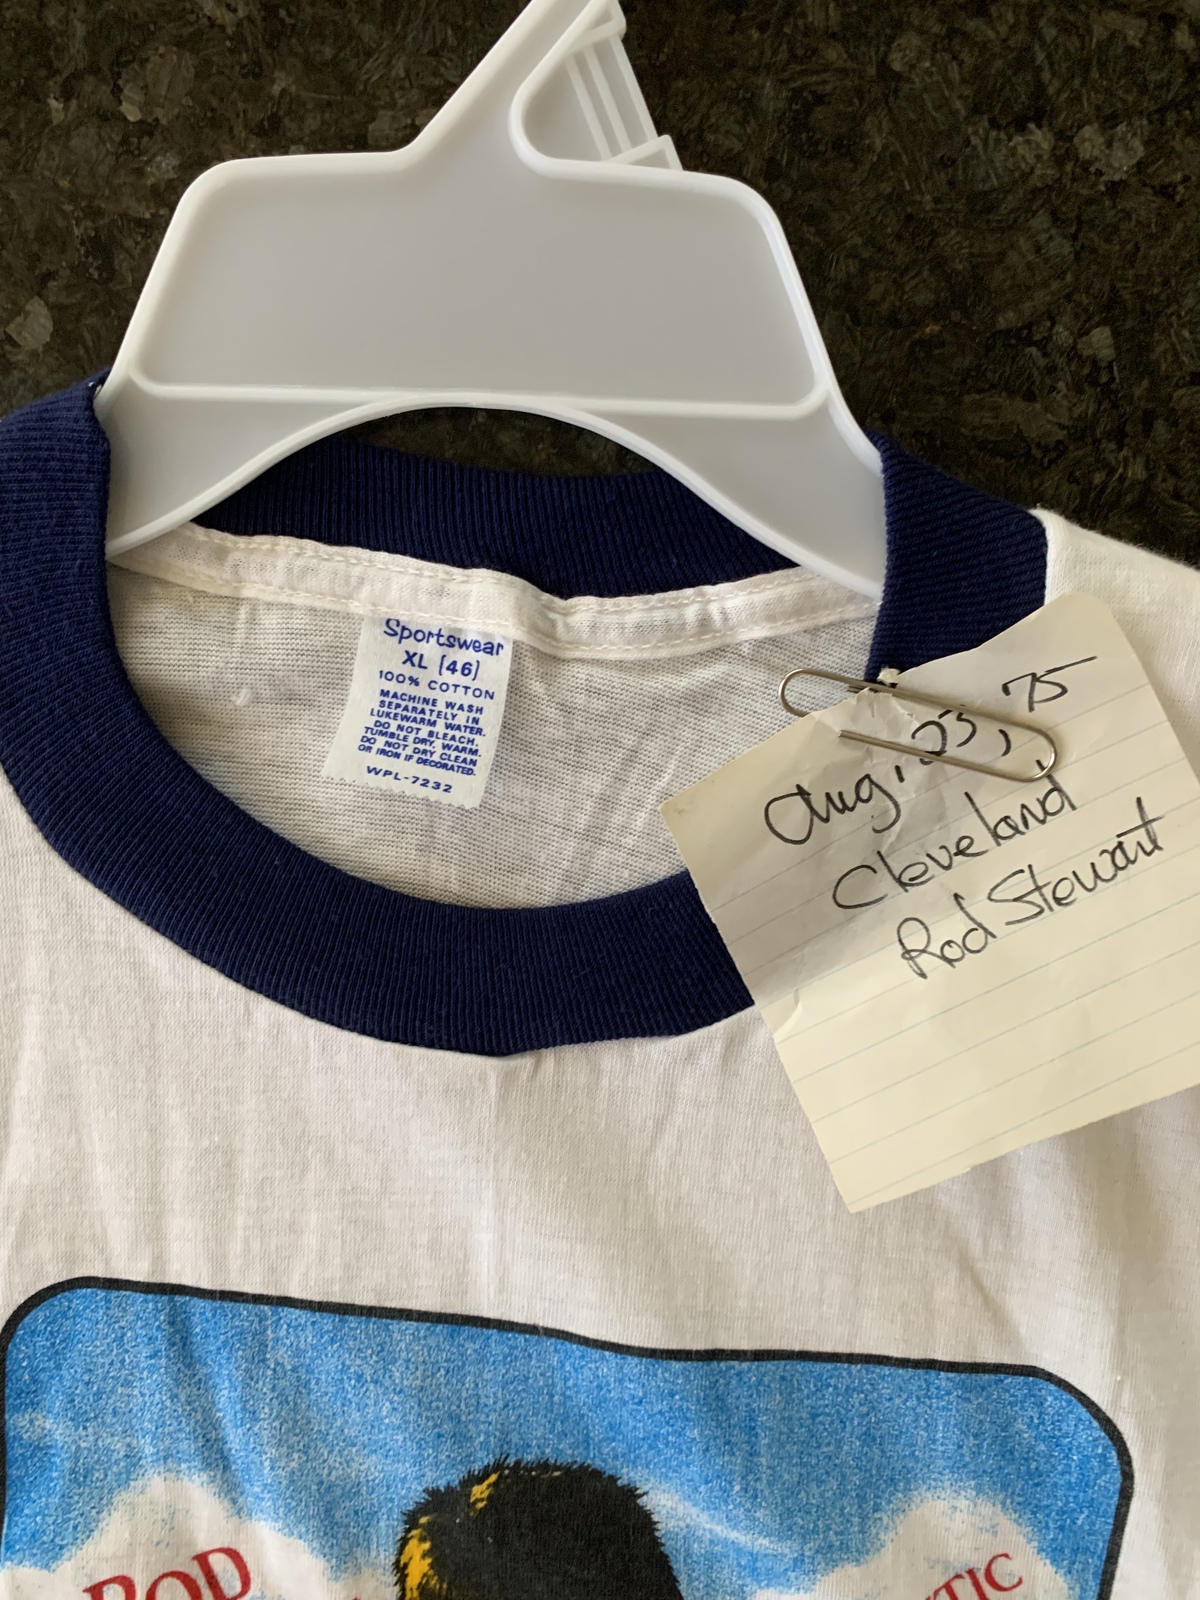 Sportswear
XL [46]
100% COTTON
MACHINE WASH
SEPARATELY IN
LUKEWARM WATER.
DO NOT BLEACH.
TUMBLE DRY, WARM.
DO NOT DRY CLEAN
OR IRON IF DECORATED.
WPL-7232
Aug. 23, 75
Cleveland
Rod Stewart
ROD
TIC